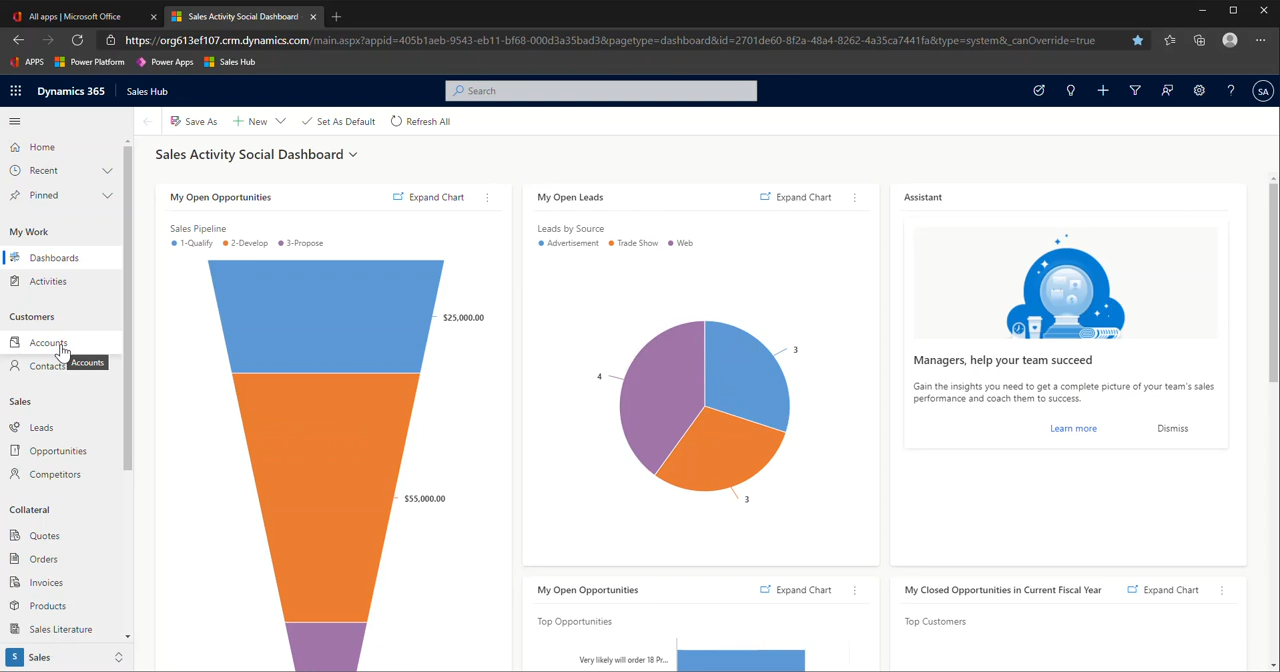 All apps | Microsoft Office
Sales Activity Social Dashboard
https://org613ef107.crm.dynamics.com/main.aspx?appid=405b1aeb-9543-eb11-bf68-000d3a35bad3&pagetype=dashboard&id=2701de60-8f2a-48a4-8262-4a35ca7441fa&type=system&_canOverride=true
APPS
Power Platform
Power Apps
Sales Hub
Dynamics 365
Sales Hub
Search
SA
Save As
New
Set As Default
Refresh All
Home
Recent
Pinned
My Work
Dashboards
Activities
Customers
Accounts
Accounts
Contacts
Sales
Leads
Opportunities
Competitors
Collateral
Quotes
Orders
Invoices
Products
Sales Literature
S
Sales
Sales Activity Social Dashboard
My Open Opportunities
Expand Chart
Sales Pipeline
1-Qualify
2-Develop
3-Propose
$25,000.00
$55,000.00
My Open Leads
Expand Chart
Leads by Source
Advertisement
Trade Show
Web
3
4
3
Assistant
Managers, help your team succeed
Gain the insights you need to get a complete picture of your team's sales
performance and coach them to success.
Learn more
Dismiss
My Open Opportunities
Expand Chart
Top Opportunities
Very likely will order 18 Pr...
My Closed Opportunities in Current Fiscal Year
Expand Chart
Top Customers